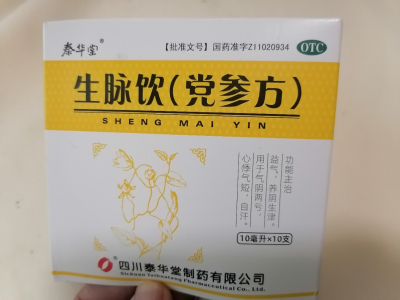 泰华堂®
【批准文号】国药准字Z11020934
OTC
生脉饮(党参方)
SHENG MAI YIN
功能主治
益气，养阴生津。
用于气阴两亏，
心悸气短，自汗。
10毫升×10支
四川泰华堂制药有限公司
Sichuan Taihuatang Pharmaceutical Co., Ltd.